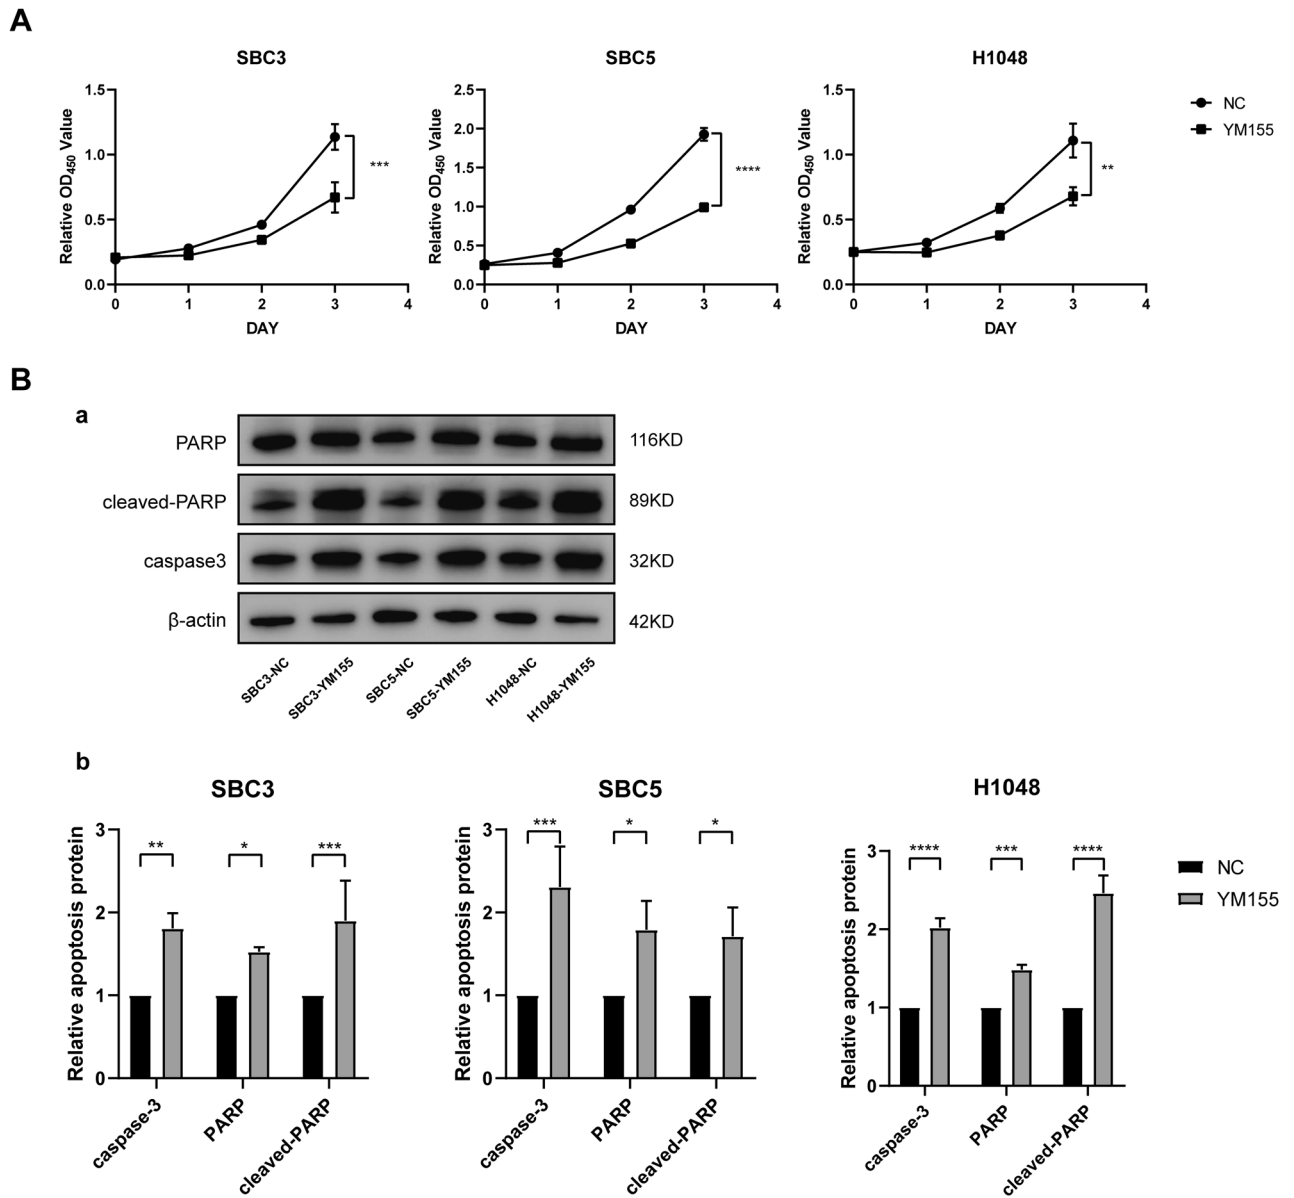 A
SBC3
SBC5
H1048
Relative OD450 Value
1.5
1.0
0.5
0.0
0 1 2 3 4
DAY
***
Relative OD450 Value
2.5
2.0
1.5
1.0
0.5
0.0
0 1 2 3 4
DAY
****
Relative OD450 Value
1.5
1.0
0.5
0.0
0 1 2 3 4
DAY
**
NC
YM155
B
a
PARP 116KD
cleaved-PARP 89KD
caspase3 32KD
β-actin 42KD
SBC3-NC
SBC3-YM155
SBC5-NC
SBC5-YM155
H1048-NC
H1048-YM155
b
SBC3
Relative apoptosis protein
3
2
1
0
** * ***
caspase-3
PARP
cleaved-PARP
SBC5
Relative apoptosis protein
3
2
1
0
*** * *
caspase-3
PARP
cleaved-PARP
H1048
Relative apoptosis protein
3
2
1
0
**** *** ****
caspase-3
PARP
cleaved-PARP
NC
YM155